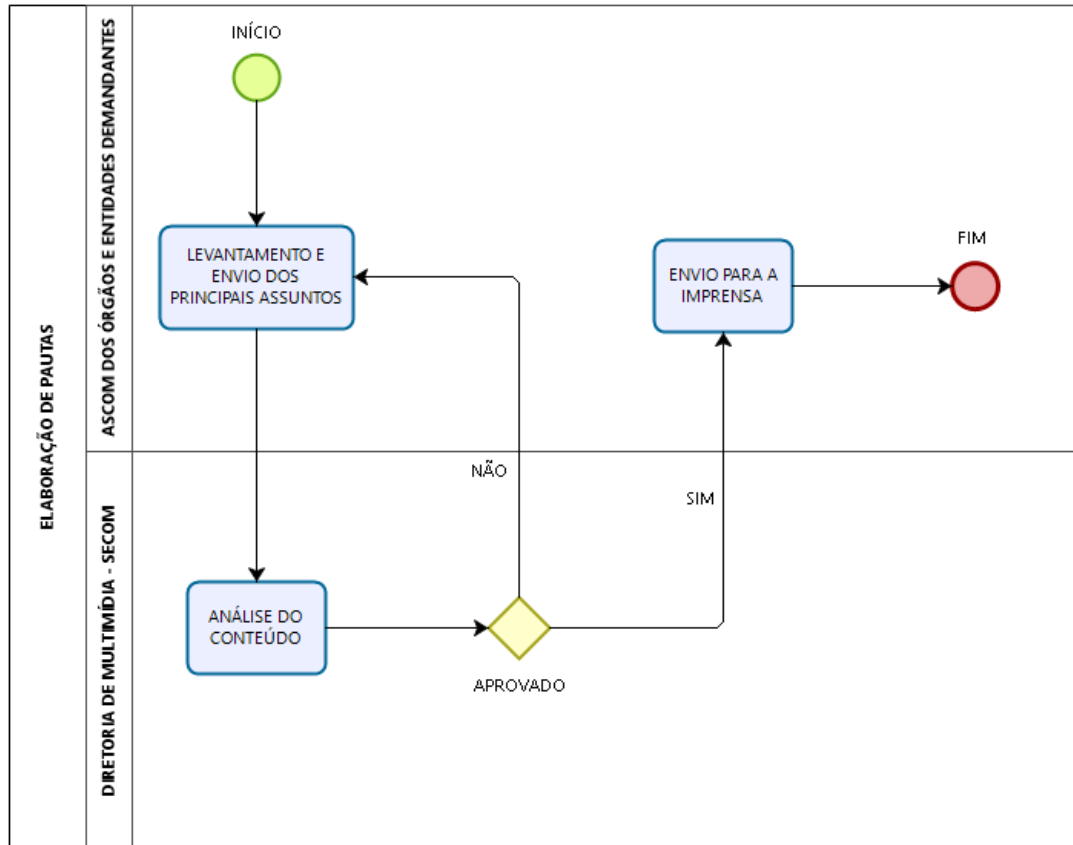 ELABORAÇÃO DE PAUTAS
ASCOM DOS ÓRGÃOS E ENTIDADES DEMANDANTES
INÍCIO
LEVANTAMENTO E
ENVIO DOS
PRINCIPAIS ASSUNTOS
ENVIO PARA A
IMPRENSA
FIM
DIRETORIA DE MULTIMÍDIA - SECOM
NÃO
SIM
ANÁLISE DO
CONTEÚDO
APROVADO